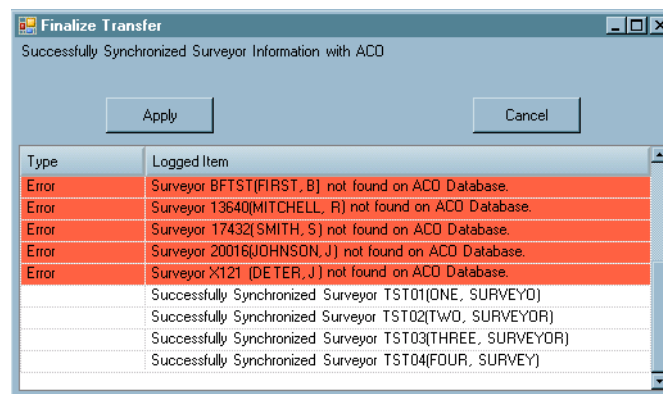 Finalize Transfer
Successfully Synchronized Surveyor Information with ACO
Apply Cancel
Type Logged Item
Error Surveyor BFTST(FIRST, B] not found on ACO Database.
Error Surveyor 13640(MITCHELL, R) not found on ACO Database.
Error Surveyor 17432(SMITH, S) not found on ACO Database.
Error Surveyor 20016(JOHNSON, J) not found on ACO Database.
Error Surveyor X121 (DETER, J) not found on ACO Database.
Successfully Synchronized Surveyor TST01(ONE, SURVEYO)
Successfully Synchronized Surveyor TST02(TWO, SURVEYOR)
Successfully Synchronized Surveyor TST03(THREE, SURVEYOR)
Successfully Synchronized Surveyor TST04(FOUR, SURVEY)